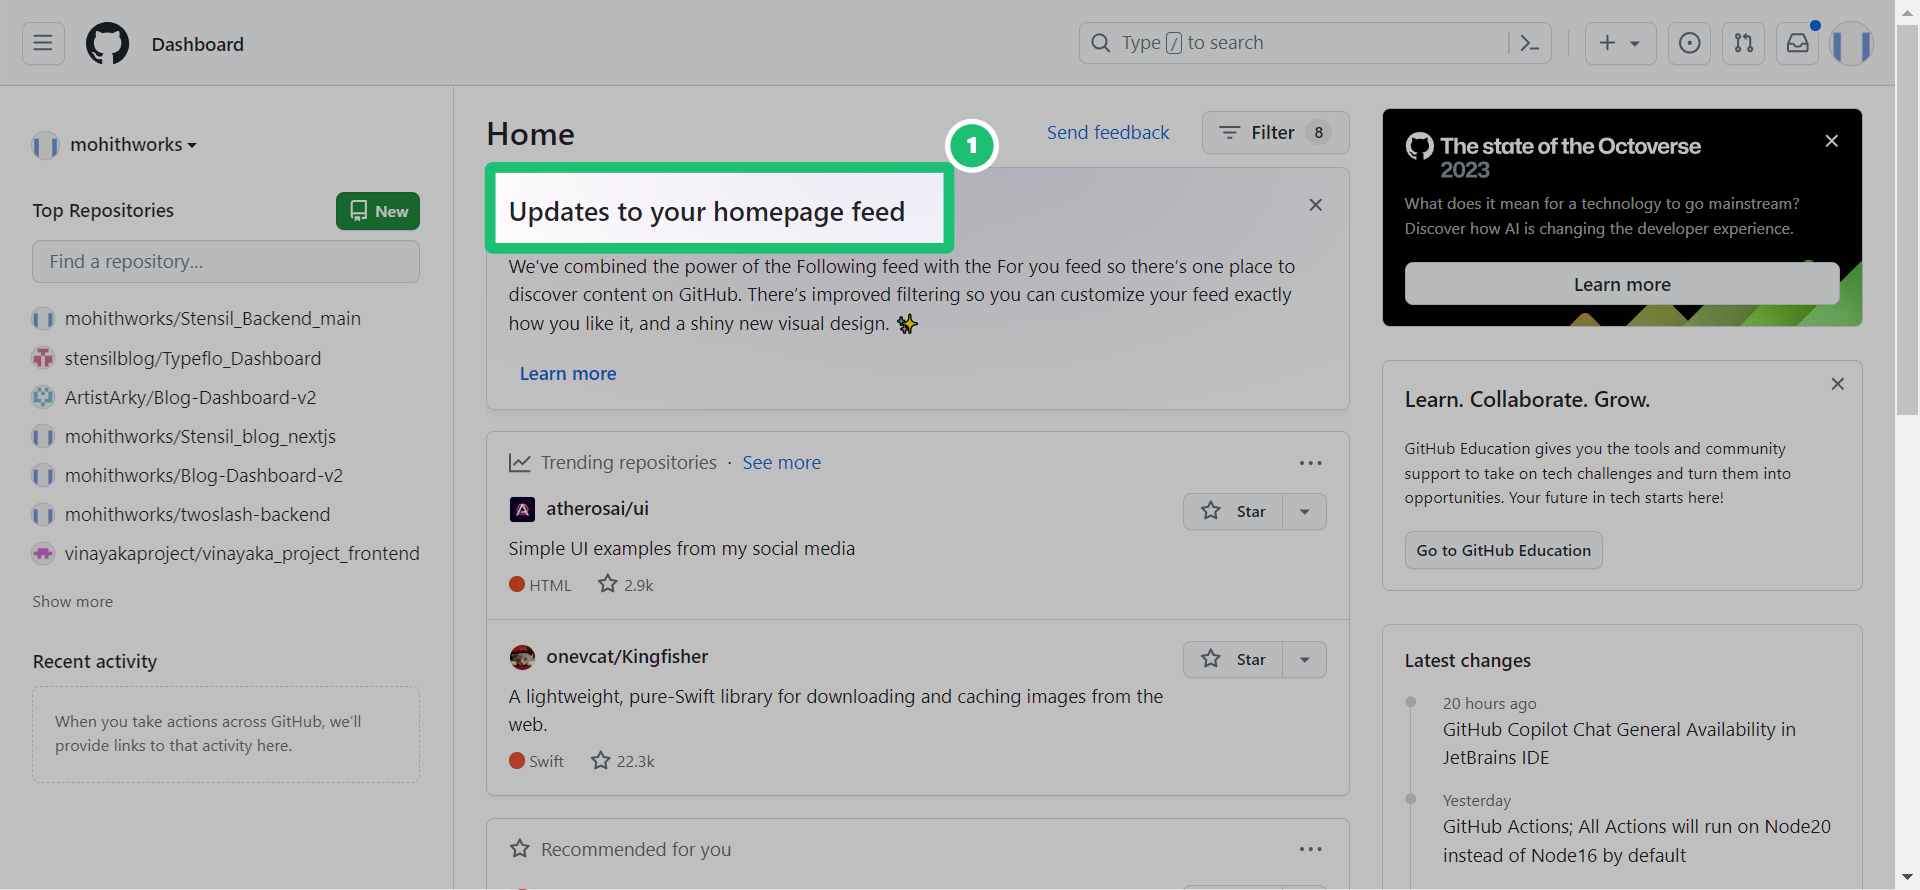 Dashboard
Type / to search
mohithworks
Top Repositories
New
Find a repository...
mohithworks/Stensil_Backend_main
stensilblog/Typeflo_Dashboard
ArtistArky/Blog-Dashboard-v2
mohithworks/Stensil_blog_nextjs
mohithworks/Blog-Dashboard-v2
mohithworks/twoslash-backend
vinayakaproject/vinayaka_project_frontend
Show more
Recent activity
When you take actions across GitHub, we’ll
provide links to that activity here.
Home
Send feedback
Filter 8
1
Updates to your homepage feed
We've combined the power of the Following feed with the For you feed so there’s one place to
discover content on GitHub. There’s improved filtering so you can customize your feed exactly
how you like it, and a shiny new visual design. ✨
Learn more
Trending repositories · See more
atherosai/ui
Star
Simple UI examples from my social media
HTML 2.9k
onevcat/Kingfisher
Star
A lightweight, pure-Swift library for downloading and caching images from the
web.
Swift 22.3k
Recommended for you
The state of the Octoverse
2023
What does it mean for a technology to go mainstream?
Discover how AI is changing the developer experience.
Learn more
Learn. Collaborate. Grow.
GitHub Education gives you the tools and community
support to take on tech challenges and turn them into
opportunities. Your future in tech starts here!
Go to GitHub Education
Latest changes
20 hours ago
GitHub Copilot Chat General Availability in
JetBrains IDE
Yesterday
GitHub Actions; All Actions will run on Node20
instead of Node16 by default